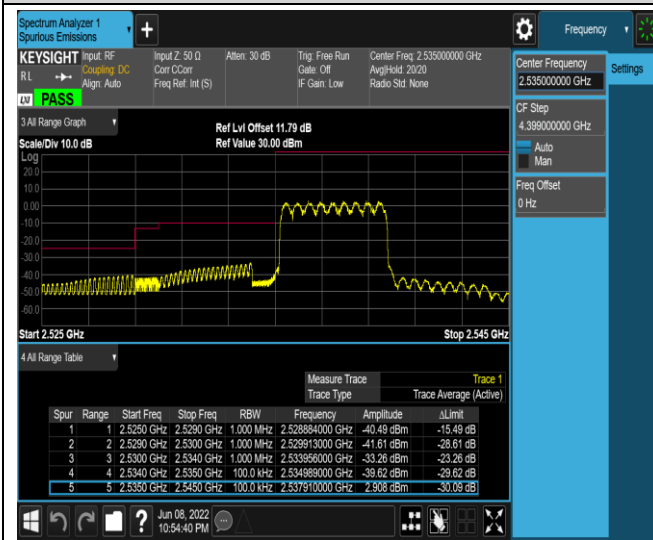 Spectrum Analyzer 1
Spurious Emissions
+
Frequency
KEYSIGHT
RL
LXI
PASS
Input: RF
Coupling: DC
Align: Auto
Input Z: 50 Ω
Corr CCorr
Freq Ref: Int (S)
Atten: 30 dB
Trig: Free Run
Gate: Off
IF Gain: Low
Center Freq: 2.535000000 GHz
Avg|Hold: 20/20
Radio Std: None
Center Frequency
2.535000000 GHz
Settings
CF Step
4.399000000 GHz
Auto
Man
Freq Offset
0 Hz
3 All Range Graph
Scale/Div 10.0 dB
Ref Lvl Offset 11.79 dB
Ref Value 30.00 dBm
Log
20.0
10.0
0.00
-10.0
-20.0
-30.0
-40.0
-50.0
-60.0
Start 2.525 GHz
Stop 2.545 GHz
4 All Range Table
Measure Trace Trace 1
Trace Type Trace Average (Active)
Spur Range Start Freq Stop Freq RBW Frequency Amplitude ΔLimit
1 1 2.5250 GHz 2.5290 GHz 1.000 MHz 2.528884000 GHz -40.49 dBm -15.49 dB
2 2 2.5290 GHz 2.5300 GHz 1.000 MHz 2.529913000 GHz -41.61 dBm -28.61 dB
3 3 2.5300 GHz 2.5340 GHz 1.000 MHz 2.533956000 GHz -33.26 dBm -23.26 dB
4 4 2.5340 GHz 2.5350 GHz 100.0 kHz 2.534989000 GHz -39.62 dBm -29.62 dB
5 5 2.5350 GHz 2.5450 GHz 100.0 kHz 2.537910000 GHz 2.908 dBm -30.09 dB
?
Jun 08, 2022
10:54:40 PM